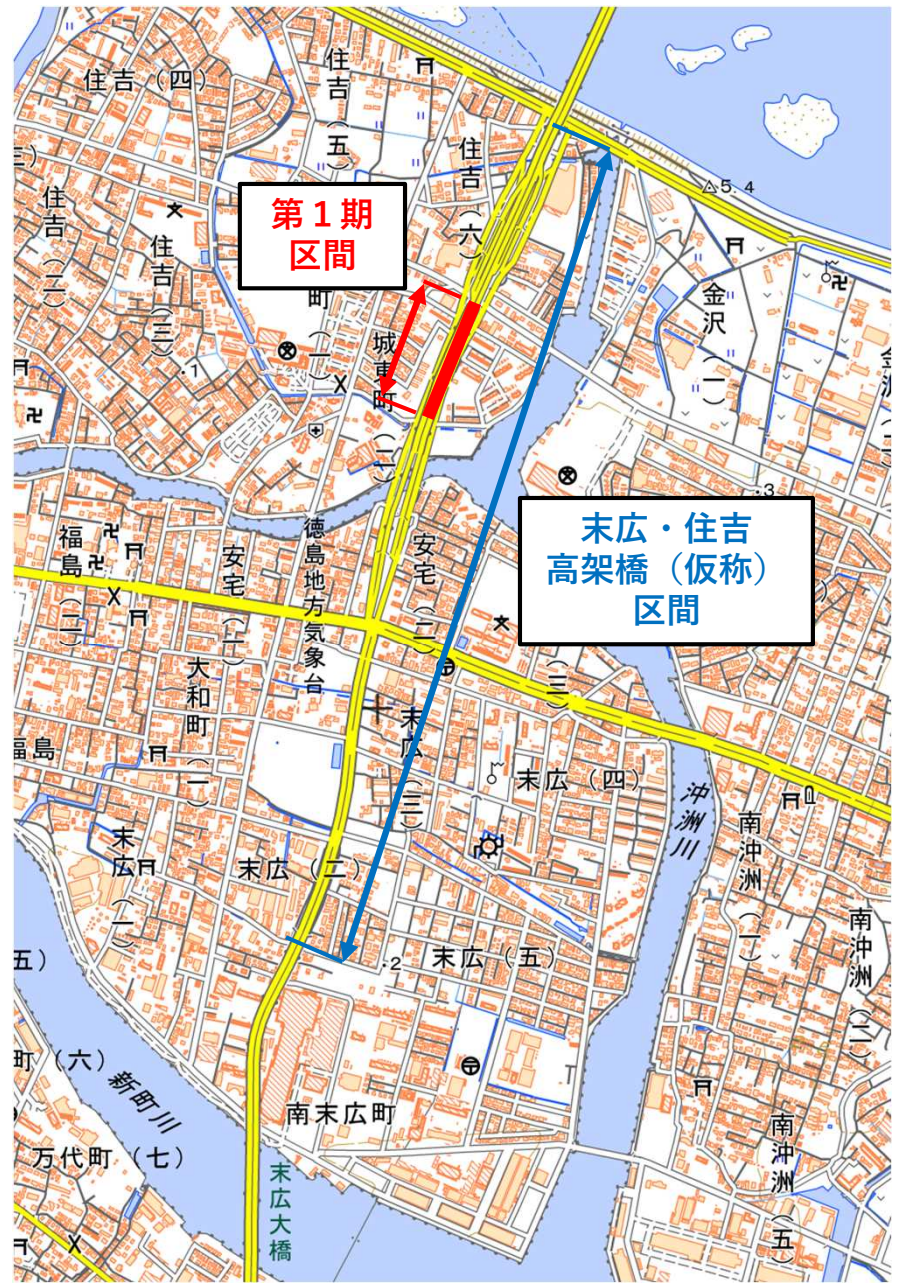 住吉（四）
住吉（五）
住吉（六）
5.4
第１期
区間
住吉（二）
住吉（三）
町（一）
城東町（二）
金沢（一）
・1
・3
末広・住吉
高架橋（仮称）
区間
福島（二）
安宅（一）
徳島地方気象台
安宅（二）
（三）
大和町（一）
福島
末広（三）
末広（四）
沖洲川
南沖洲（一）
末広（一）
末広（二）
末広（五）
・2
南沖洲（二）
五）
町（六）
新町川
南末広町
万代町（七）
末広大橋
南沖洲（五）